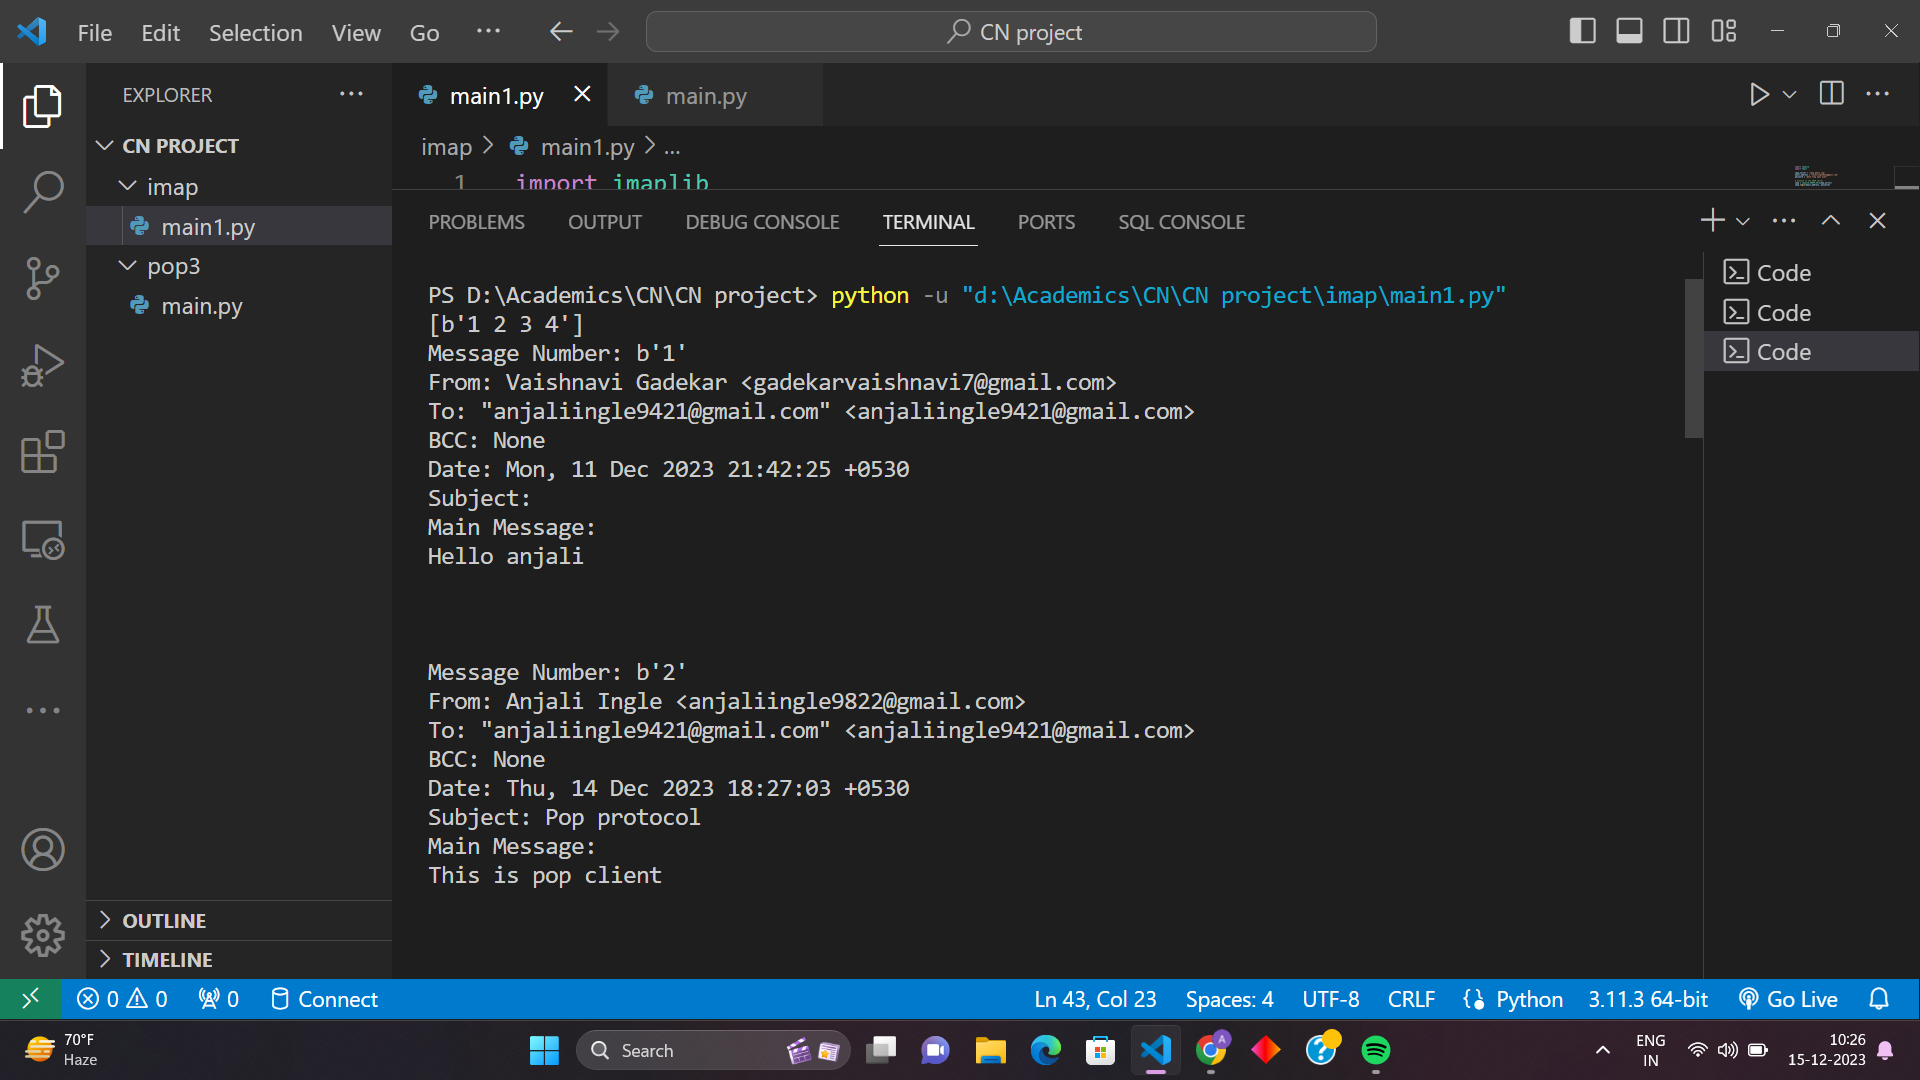 File Edit Selection View Go ... CN project
EXPLORER ...
CN PROJECT
imap
main1.py
pop3
main.py
OUTLINE
TIMELINE
main1.py main.py
imap > main1.py > ...
1 import imaplib
PROBLEMS OUTPUT DEBUG CONSOLE TERMINAL PORTS SQL CONSOLE
PS D:\Academics\CN\CN project> python -u "d:\Academics\CN\CN project\imap\main1.py"
[b'1 2 3 4']
Message Number: b'1'
From: Vaishnavi Gadekar <gadekarvaishnavi7@gmail.com>
To: "anjaliingle9421@gmail.com" <anjaliingle9421@gmail.com>
BCC: None
Date: Mon, 11 Dec 2023 21:42:25 +0530
Subject:
Main Message:
Hello anjali
Message Number: b'2'
From: Anjali Ingle <anjaliingle9822@gmail.com>
To: "anjaliingle9421@gmail.com" <anjaliingle9421@gmail.com>
BCC: None
Date: Thu, 14 Dec 2023 18:27:03 +0530
Subject: Pop protocol
Main Message:
This is pop client
Code
Code
Code
0 0 0 Connect Ln 43, Col 23 Spaces: 4 UTF-8 CRLF Python 3.11.3 64-bit Go Live
70°F
Haze
Search
A
ENG
IN
10:26
15-12-2023